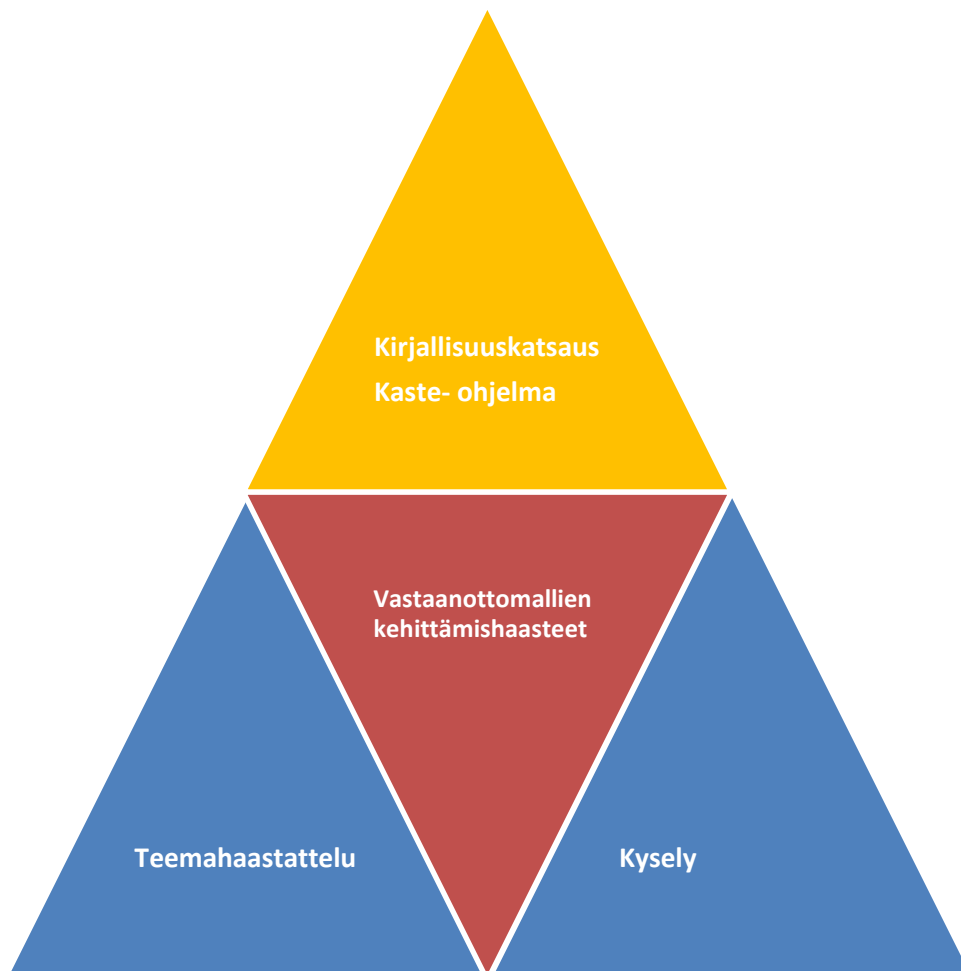 Kirjallisuuskatsaus
Kaste- ohjelma
Vastaanottomallien
kehittämishaasteet
Teemahaastattelu
Kysely